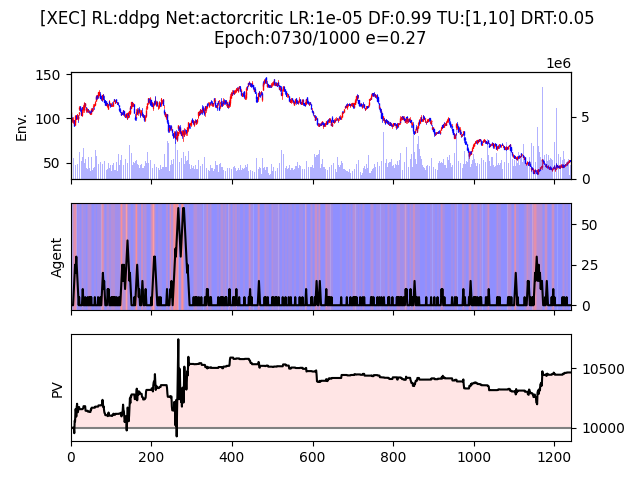 [XEC] RL:ddpg Net:actorcritic LR:1e-05 DF:0.99 TU:[1,10] DRT:0.05
Epoch:0730/1000 e=0.27
1e6
150
100
50
Env.
5
0
Agent
50
25
0
PV
10500
10000
0
200
400
600
800
1000
1200